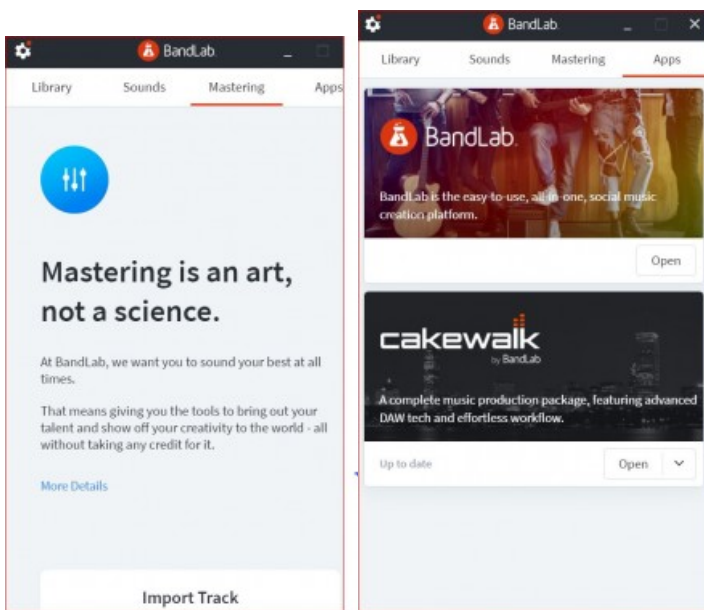 BandLab
Library Sounds Mastering Apps
Mastering is an art,
not a science.
At BandLab, we want you to sound your best at all
times.
That means giving you the tools to bring out your
talent and show off your creativity to the world - all
without taking any credit for it.
More Details
Import Track
BandLab
Library Sounds Mastering Apps
BandLab
BandLab is the easy-to-use, all-in-one, social music
creation platform.
Open
cakewalk
by BandLab
A complete music production package, featuring advanced
DAW tech and effortless workflow.
Up to date Open